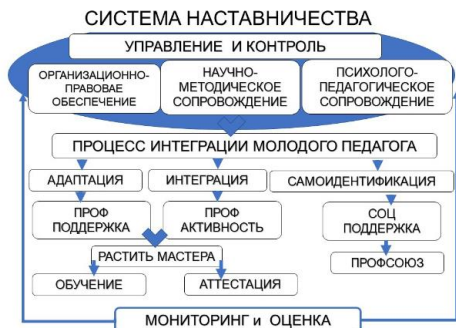 СИСТЕМА НАСТАВНИЧЕСТВА
УПРАВЛЕНИЕ И КОНТРОЛЬ
ОРГАНИЗАЦИОННО-
ПРАВОВАЕ
ОБЕСПЕЧЕНИЕ
НАУЧНО-
МЕТОДИЧЕСКОЕ
СОПРОВОЖДЕНИЕ
ПСИХОЛОГО-
ПЕДАГОГИЧЕСКОЕ
СОПРОВОЖДЕНИЕ
ПРОЦЕСС ИНТЕГРАЦИИ МОЛОДОГО ПЕДАГОГА
АДАПТАЦИЯ
ИНТЕГРАЦИЯ
САМОИДЕНТИФИКАЦИЯ
ПРОФ
ПОДДЕРЖКА
ПРОФ
АКТИВНОСТЬ
СОЦ
ПОДДЕРЖКА
РАСТИТЬ МАСТЕРА
ПРОФСОЮЗ
ОБУЧЕНИЕ
АТТЕСТАЦИЯ
МОНИТОРИНГ и ОЦЕНКА